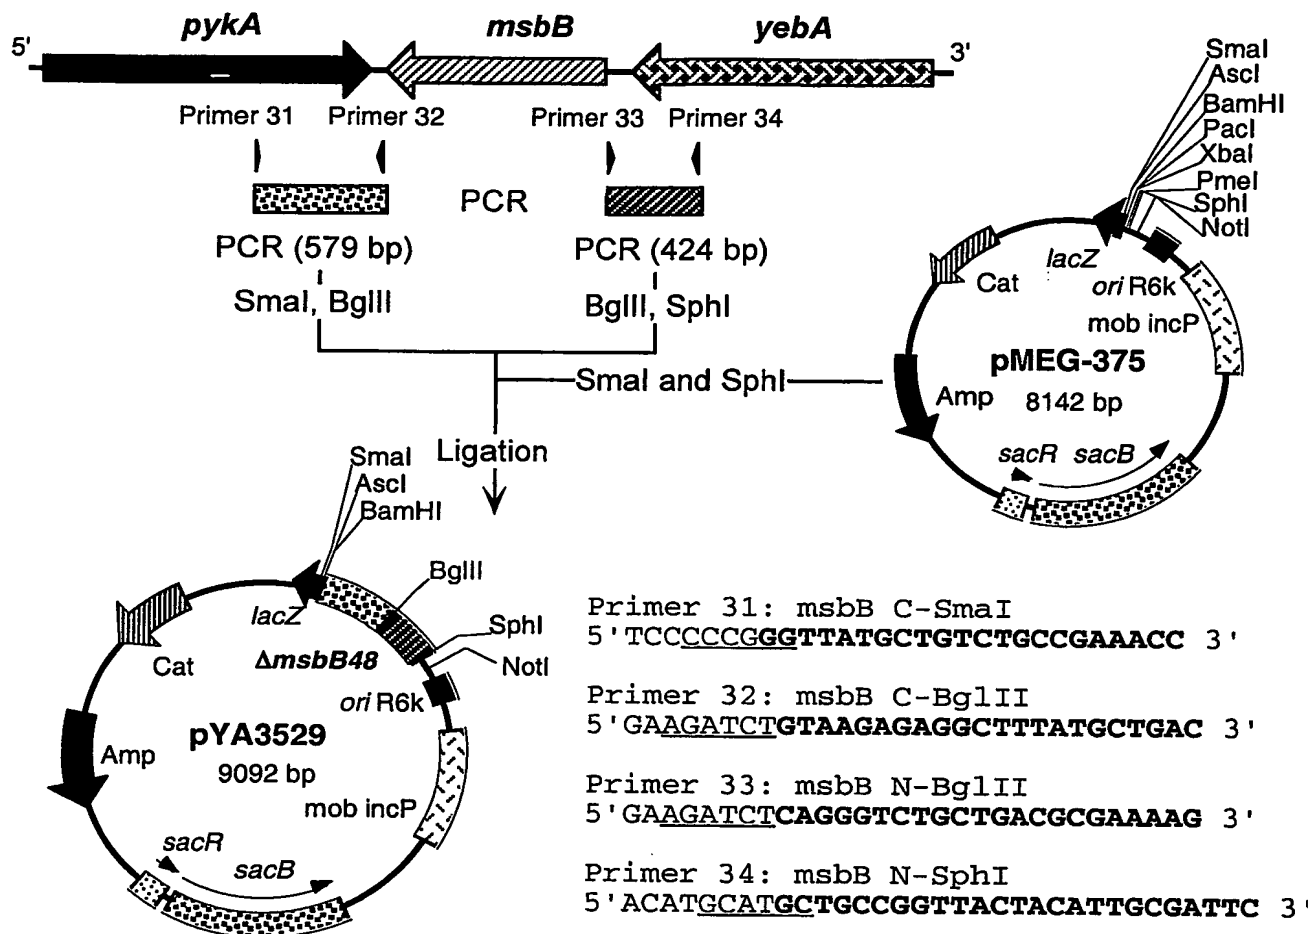 pykA msbB yebA
5' 3'
Primer 31 Primer 32 Primer 33 Primer 34
PCR
PCR (579 bp) PCR (424 bp)
SmaI, BglII BglII, SphI
SmaI and SphI
Ligation
SmaI
AscI
BamHI
PacI
XbaI
PmeI
SphI
NotI
lacZ
Cat
ori R6k
mob incP
pMEG-375
8142 bp
Amp
sacR sacB
SmaI
AscI
BamHI
BglII
SphI
NotI
lacZ
Cat
ΔmsbB48
ori R6k
pYA3529
9092 bp
Amp
mob incP
sacR
sacB
Primer 31: msbB C-SmaI
5'TCCCCCCGGGTTATGCTGTCTGCCGAAACC 3'
Primer 32: msbB C-BglII
5'GAAGATCTGTAAGAGAGGCTTTATGCTGAC 3'
Primer 33: msbB N-BglII
5'GAAGATCTCAGGGTCTGCTGACGCGAAAAG 3'
Primer 34: msbB N-SphI
5'ACATGCATGCTGCCGGTTACTACATTGCGATTC 3'